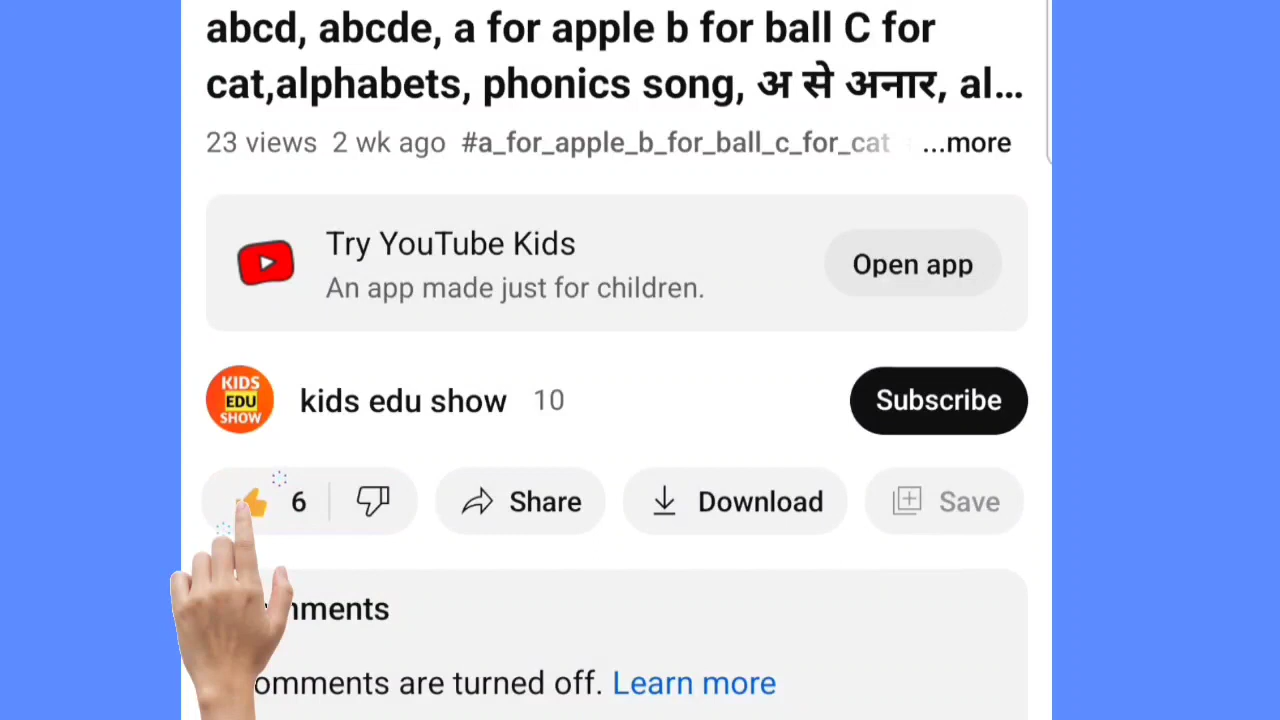 abcd, abcde, a for apple b for ball C for
cat,alphabets, phonics song, अ से अनार, al...
23 views 2 wk ago #a_for_apple_b_for_ball_c_for_cat ...more
Try YouTube Kids
An app made just for children.
Open app
KIDS
EDU
SHOW
kids edu show 10
Subscribe
6
Share
Download
Save
mments
omments are turned off. Learn more